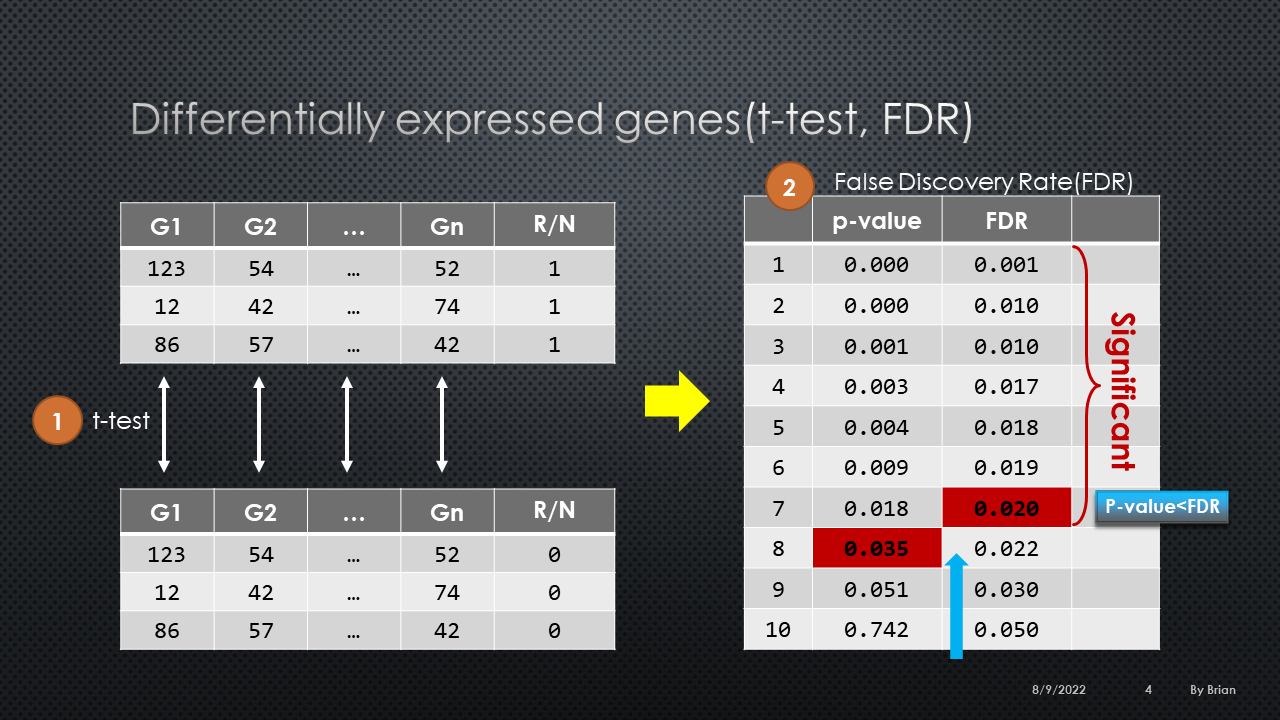 Differentially expressed genes(t-test, FDR)
G1 G2 … Gn R/N
123 54 … 52 1
12 42 … 74 1
86 57 … 42 1
1 t-test
G1 G2 … Gn R/N
123 54 … 52 0
12 42 … 74 0
86 57 … 42 0
2 False Discovery Rate(FDR)
p-value FDR
1 0.000 0.001
2 0.000 0.010
3 0.001 0.010
4 0.003 0.017
5 0.004 0.018
6 0.009 0.019
7 0.018 0.020
8 0.035 0.022
9 0.051 0.030
10 0.742 0.050
Significant
P-value<FDR
8/9/2022 4 By Brian